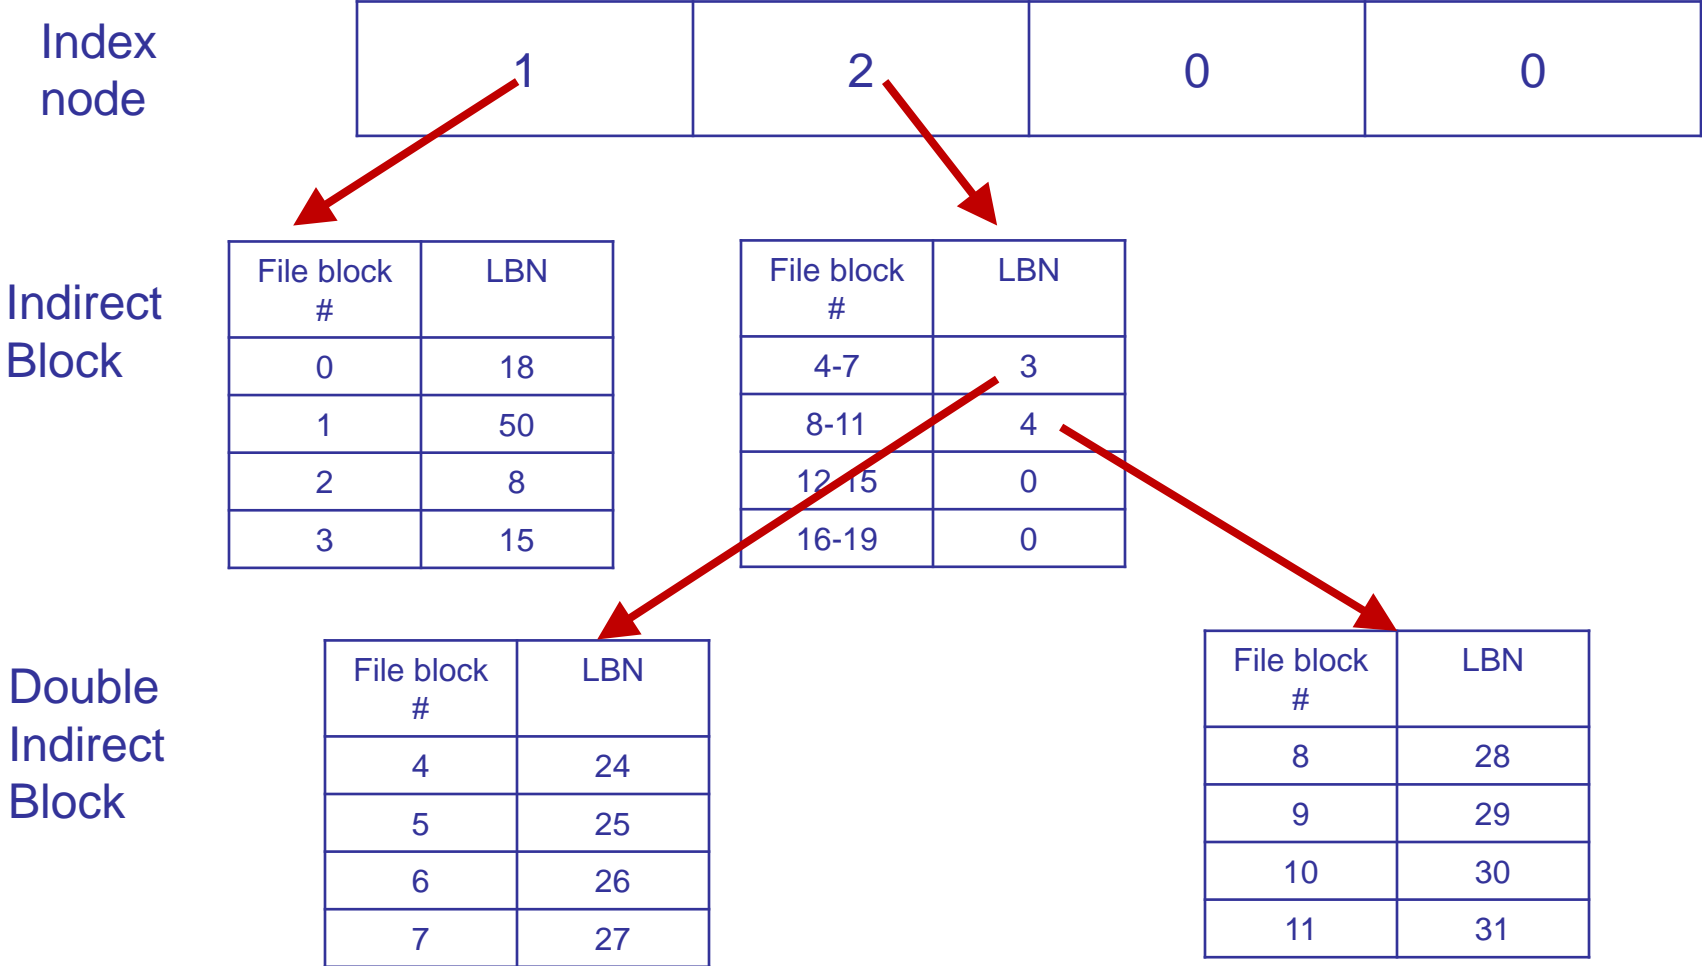 Index
node
1 2 0 0
Indirect
Block
File block
#
LBN
0 18
1 50
2 8
3 15
File block
#
LBN
4-7 3
8-11 4
12-15 0
16-19 0
Double
Indirect
Block
File block
#
LBN
4 24
5 25
6 26
7 27
File block
#
LBN
8 28
9 29
10 30
11 31